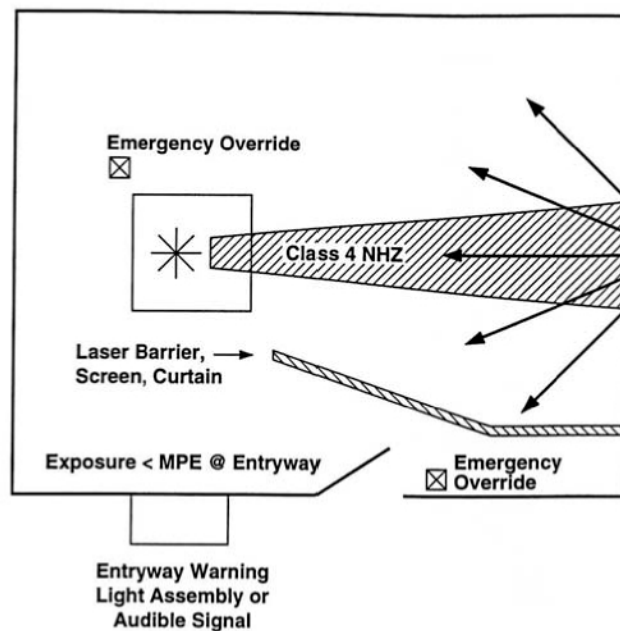 Emergency Override
Class 4 NHZ
Laser Barrier,
Screen, Curtain
Exposure < MPE @ Entryway
Emergency
Override
Entryway Warning
Light Assembly or
Audible Signal